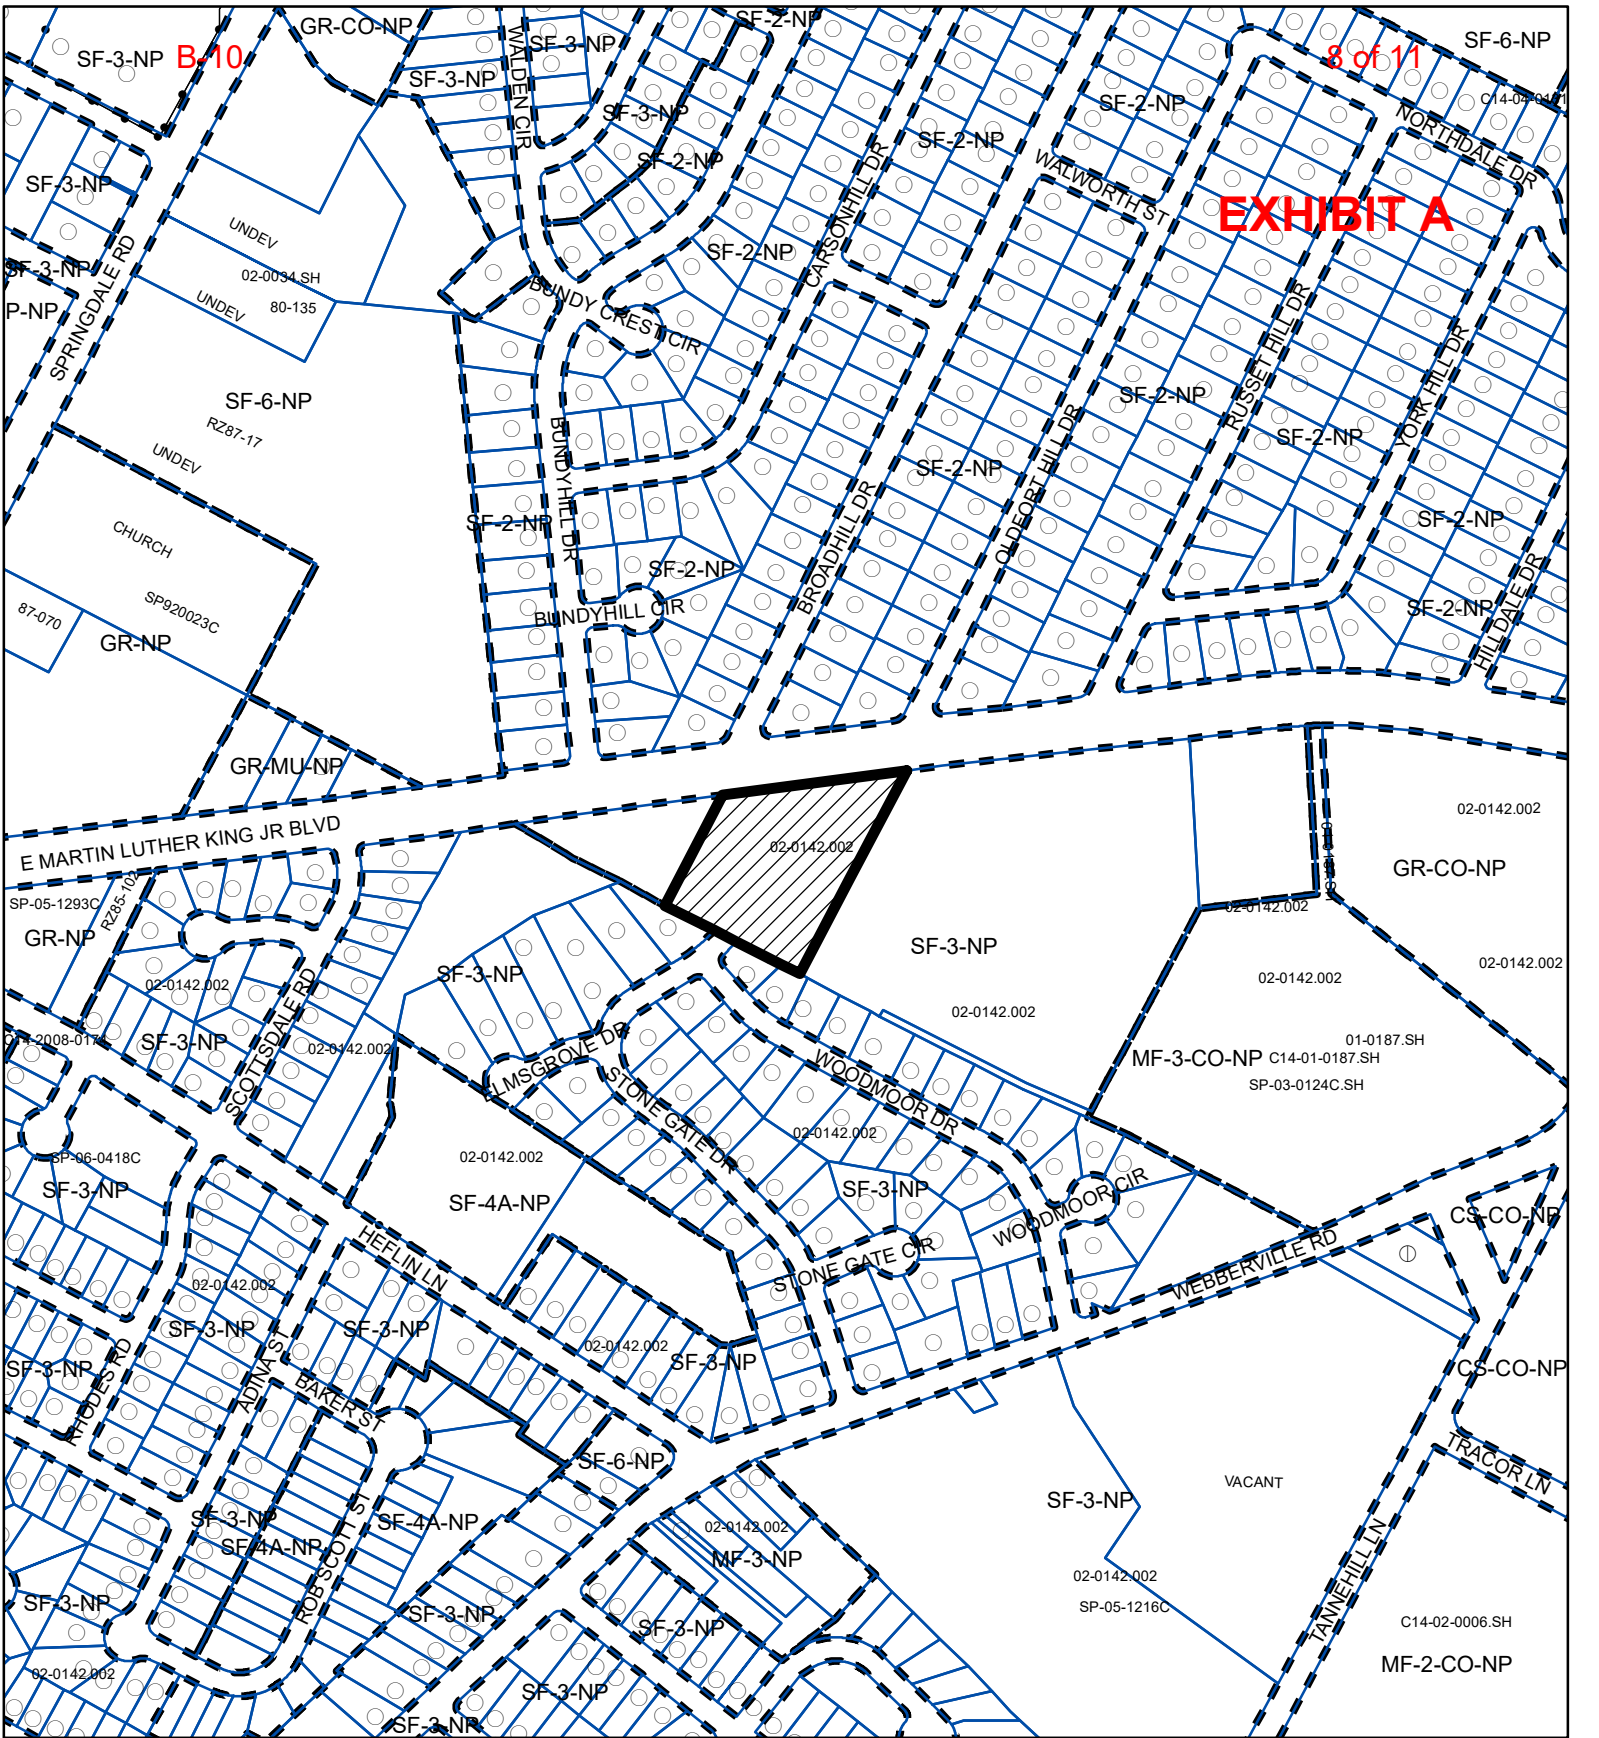 GR-CO-NP
SF-2-NP
SF-6-NP
SF-3-NP
B-10
SF-3-NP
WALDEN CIR
SF-3-NP
8 of 11
SF-3-NP
SF-2-NP
SF-2-NP
SF-2-NP
NORTHDALE DR
SF-3-NP
WALWORTH ST
EXHIBIT A
SPRINGDALE RD
UNDEV
02-0034.SH
80-135
UNDEV
SF-3-NP
P-NP
SF-2-NP
CARSONHILL DR
BUNDY CREST CIR
RUSSET HILL DR
YORK HILL DR
SF-6-NP
RZ87-17
UNDEV
BUNDYHILL DR
SF-2-NP
SF-2-NP
SF-2-NP
OLDFORT HILL DR
BROADHILL DR
SF-2-NP
SF-2-NP
CHURCH
SP920023C
87-070
GR-NP
SF-2-NP
BUNDYHILL CIR
SF-2-NP
HILLDALE DR
GR-MU-NP
E MARTIN LUTHER KING JR BLVD
02-0142.002
02-0142.002
GR-CO-NP
SP-05-1293C
RZ85-102
GR-NP
02-0142.002
02-0142.002
SF-3-NP
SF-3-NP
02-0142.002
02-0142.002
SCOTTISDALE RD
02-0142.002
SF-3-NP
02-0142.002
02-0142.002
ELMSGROVE DR
STONE GATE DR
WOODMOOR DR
01-0187.SH
MF-3-CO-NP
C14-01-0187.SH
SP-03-0124C.SH
SP-06-0418C
SF-3-NP
02-0142.002
SF-4A-NP
02-0142.002
SF-3-NP
WOODMOOR CIR
STONE GATE CIR
WEBBERVILLE RD
CS-CO-NP
HEFLIN LN
02-0142.002
SF-3-NP
SF-3-NP
02-0142.002
SF-3-NP
SF-3-NP
RHODES RD
ADINA ST
BAKER ST
CS-CO-NP
TRACOR LN
SF-6-NP
SF-3-NP
VACANT
SF-3-NP
SF-4A-NP
SF-4A-NP
ROB SCOTT ST
02-0142.002
MF-3-NP
02-0142.002
SP-05-1216C
TANNEHILL LN
C14-02-0006.SH
MF-2-CO-NP
SF-3-NP
SF-3-NP
SF-3-NP
02-0142.002
SF-3-NP
SF-3-NP